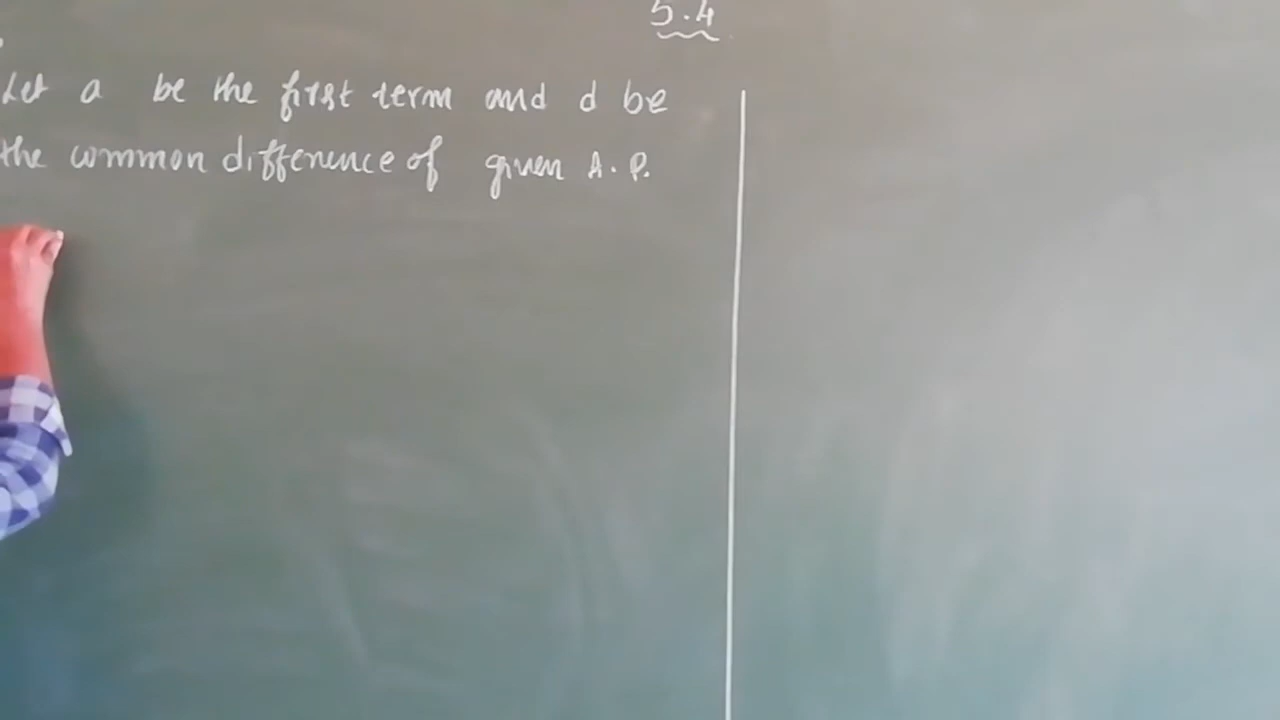 5.4
Let a be the first term and d be
the common difference of given A.P.